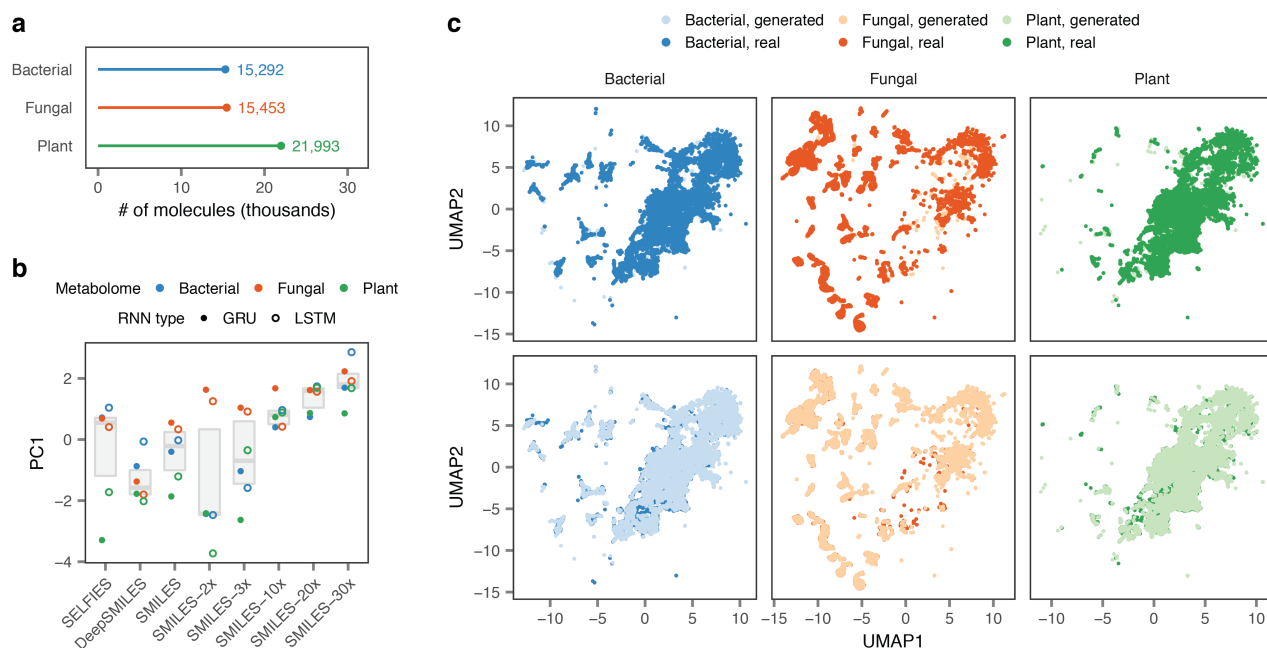 a
Bacterial
15,292
Fungal
15,453
Plant
21,993
0 10 20 30
# of molecules (thousands)
b
Metabolome Bacterial Fungal Plant
RNN type GRU LSTM
PC1
2
0
−2
−4
SELFIES
DeepSMILES
SMILES
SMILES−2x
SMILES−3x
SMILES−10x
SMILES−20x
SMILES−30x
c
Bacterial, generated Fungal, generated Plant, generated
Bacterial, real Fungal, real Plant, real
Bacterial Fungal Plant
UMAP2
10
5
0
−5
−10
−15
UMAP2
10
5
0
−5
−10
−15
−10 −5 0 5 10
−15 −10 −5 0 5 10
−10 −5 0 5 10
UMAP1